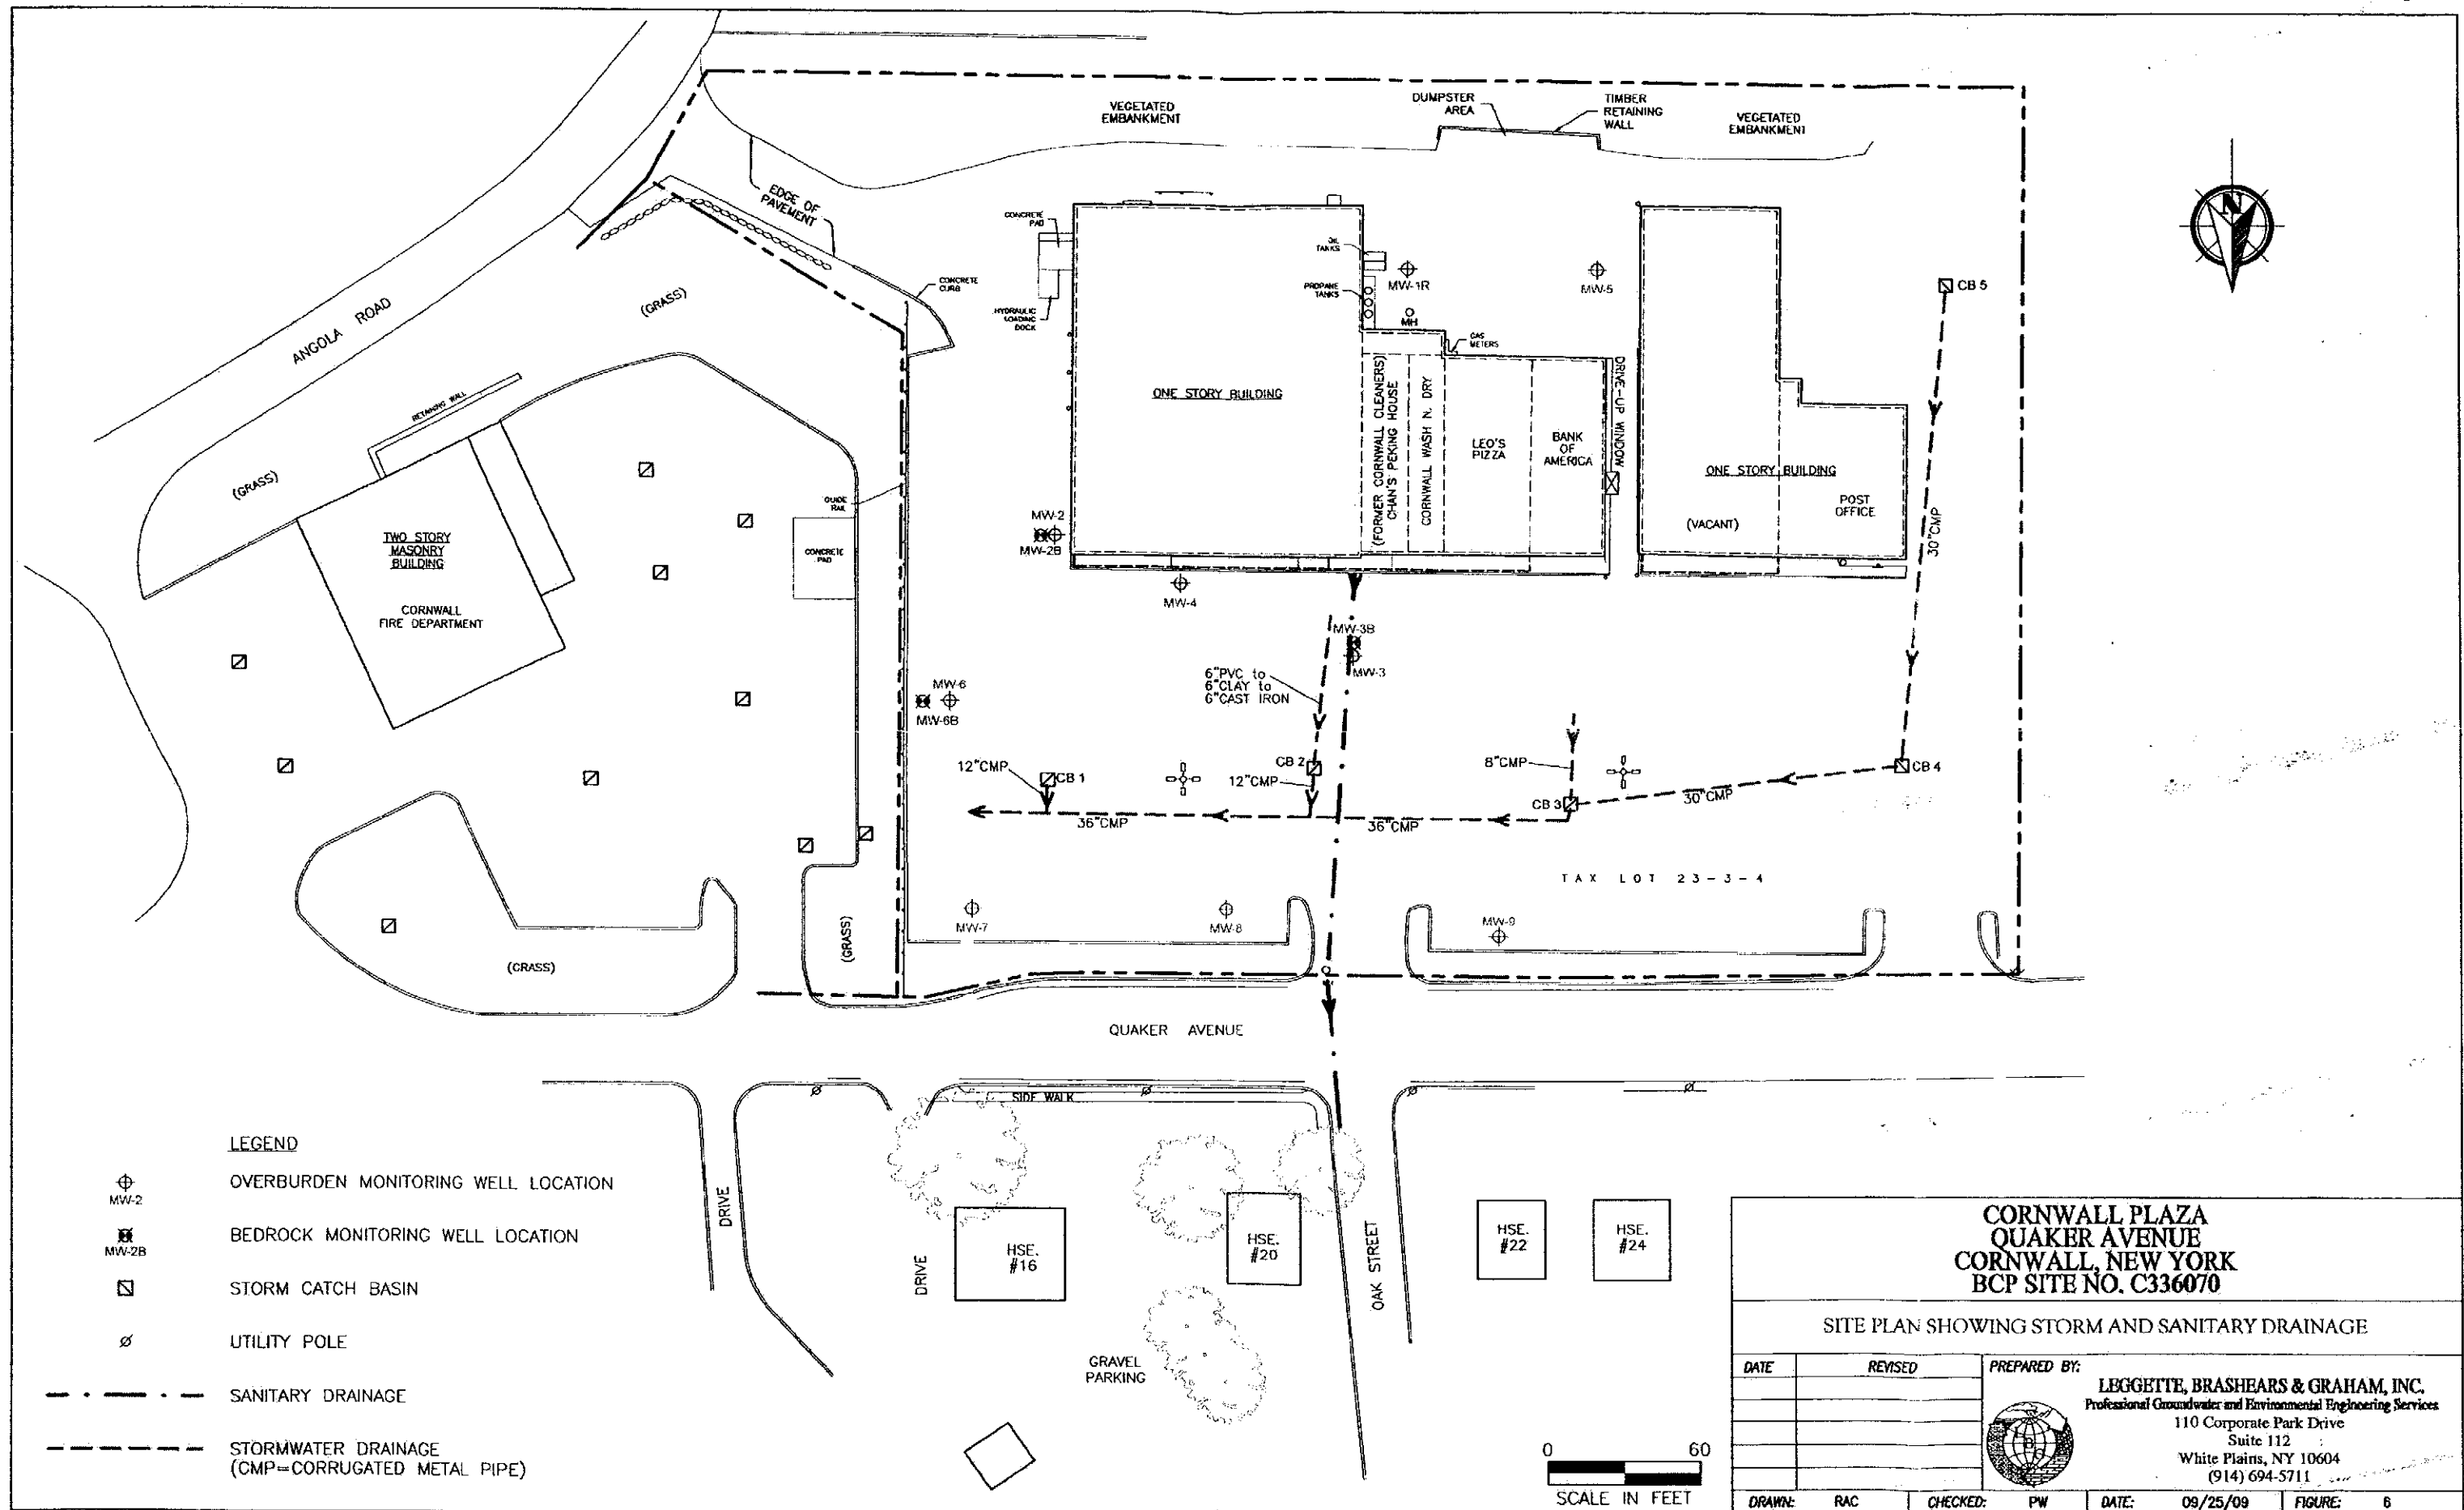 VEGETATED
EMBANKMENT
DUMPSTER
AREA
TIMBER
RETAINING
WALL
VEGETATED
EMBANKMENT
EDGE OF
PAVEMENT
CONCRETE
PAD
OIL
TANKS
PROPANE
TANKS
MW-1R
MW-5
MH
GAS
METERS
CB 5
N
CONCRETE
CURB
HYDRAULIC
LOADING
DOCK
(GRASS)
ANGOLA ROAD
RETAINING WALL
(GRASS)
ONE STORY BUILDING
(FORMER CORNWALL CLEANERS)
CHAN'S PEKING HOUSE
CORNWALL WASH N. DRY
LEO'S
PIZZA
BANK
OF
AMERICA
DRIVE-UP WINDOW
ONE STORY BUILDING
(VACANT)
POST
OFFICE
30"CMP
GUIDE
RAIL
CONCRETE
PAD
TWO STORY
MASONRY
BUILDING
CORNWALL
FIRE DEPARTMENT
MW-2
MW-2B
MW-4
MW-3B
MW-3
6"PVC to
6"CLAY to
6"CAST IRON
MW-6
MW-6B
12"CMP
CB 1
CB 2
12"CMP
8"CMP
CB 3
30"CMP
CB 4
36"CMP
36"CMP
TAX LOT 23-3-4
MW-7
MW-8
MW-9
(GRASS)
(GRASS)
QUAKER AVENUE
SIDE WALK
DRIVE
DRIVE
HSE.
#16
HSE.
#20
OAK STREET
HSE.
#22
HSE.
#24
GRAVEL
PARKING
LEGEND
MW-2
OVERBURDEN MONITORING WELL LOCATION
MW-2B
BEDROCK MONITORING WELL LOCATION
STORM CATCH BASIN
UTILITY POLE
SANITARY DRAINAGE
STORMWATER DRAINAGE
(CMP=CORRUGATED METAL PIPE)
0 60
SCALE IN FEET
CORNWALL PLAZA
QUAKER AVENUE
CORNWALL, NEW YORK
BCP SITE NO. C336070
SITE PLAN SHOWING STORM AND SANITARY DRAINAGE
DATE REVISED PREPARED BY:
LEGGETTE, BRASHEARS & GRAHAM, INC.
Professional Groundwater and Environmental Engineering Services
110 Corporate Park Drive
Suite 112
White Plains, NY 10604
(914) 694-5711
DRAWN: RAC CHECKED: PW DATE: 09/25/09 FIGURE: